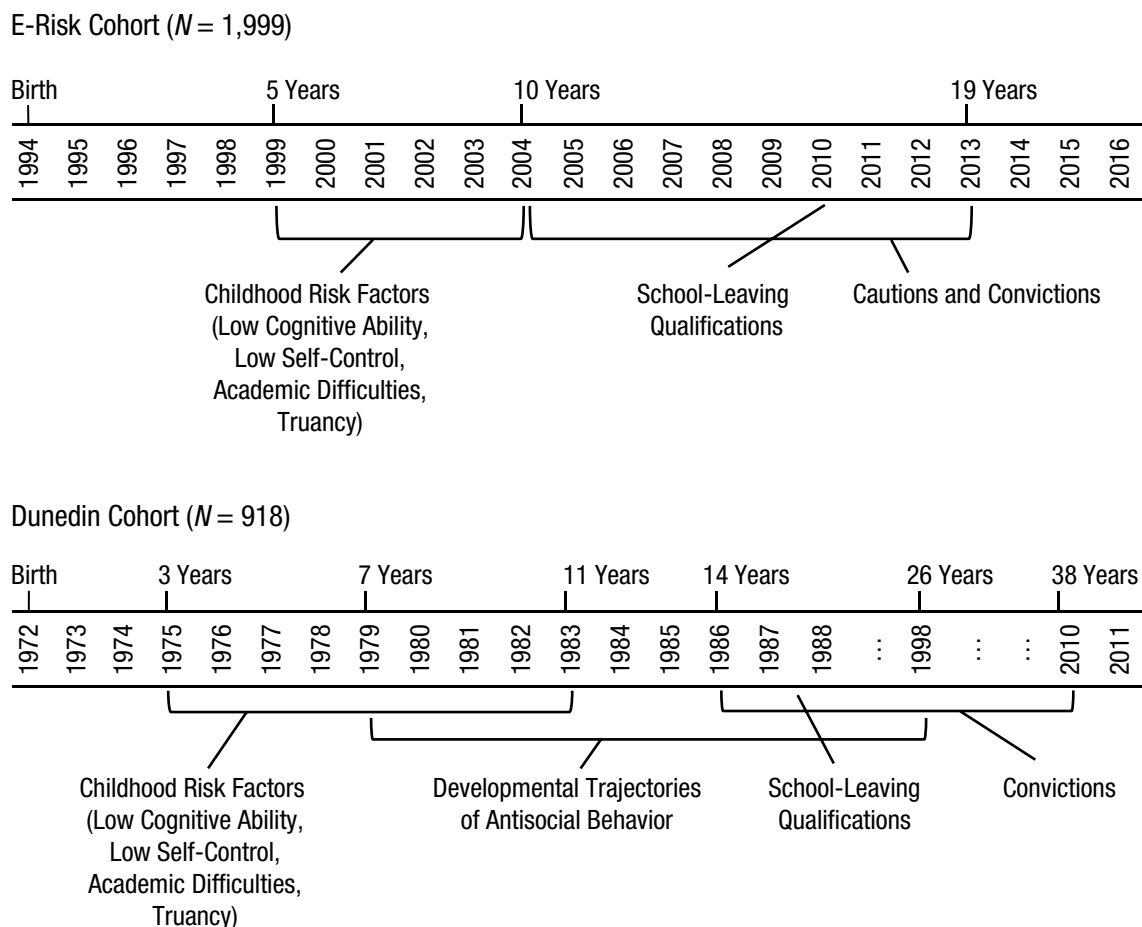 E-Risk Cohort (N = 1,999)
Birth 5 Years 10 Years 19 Years
1994 1995 1996 1997 1998 1999 2000 2001 2002 2003 2004 2005 2006 2007 2008 2009 2010 2011 2012 2013 2014 2015 2016
Childhood Risk Factors
(Low Cognitive Ability,
Low Self-Control,
Academic Difficulties,
Truancy)
School-Leaving
Qualifications
Cautions and Convictions
Dunedin Cohort (N = 918)
Birth 3 Years 7 Years 11 Years 14 Years 26 Years 38 Years
1972 1973 1974 1975 1976 1977 1978 1979 1980 1981 1982 1983 1984 1985 1986 1987 1988 ... 1998 ... ... 2010 2011
Childhood Risk Factors
(Low Cognitive Ability,
Low Self-Control,
Academic Difficulties,
Truancy)
Developmental Trajectories
of Antisocial Behavior
School-Leaving
Qualifications
Convictions